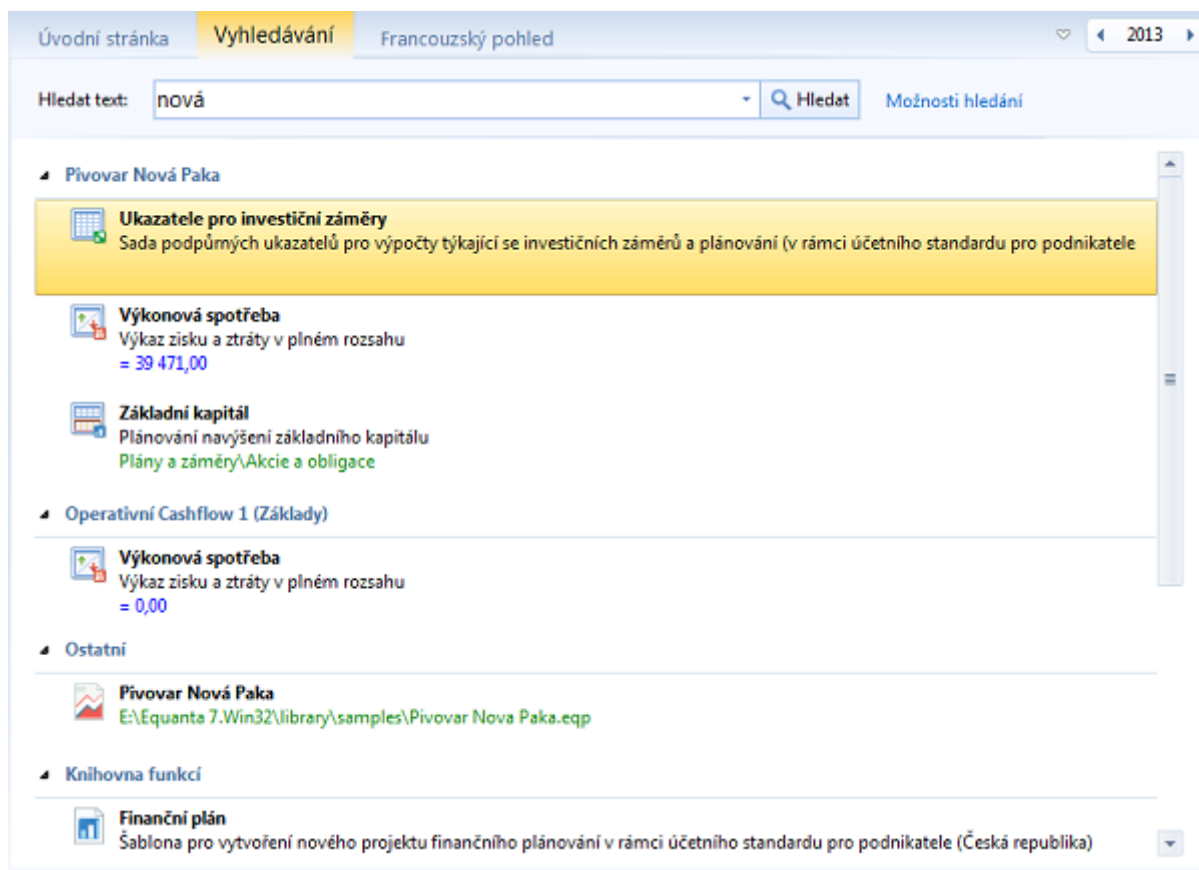 Úvodní stránka Vyhledávání Francouzský pohled 2013
Hledat text: nová Hledat Možnosti hledání
Pivovar Nová Paka
Ukazatele pro investiční záměry
Sada podpůrných ukazatelů pro výpočty týkající se investičních záměrů a plánování (v rámci účetního standardu pro podnikatele
Výkonová spotřeba
Výkaz zisku a ztráty v plném rozsahu
= 39 471,00
Základní kapitál
Plánování navýšení základního kapitálu
Plány a záměry\Akcie a obligace
Operativní Cashflow 1 (Základy)
Výkonová spotřeba
Výkaz zisku a ztráty v plném rozsahu
= 0,00
Ostatní
Pivovar Nová Paka
E:\Equanta 7.Win32\library\samples\Pivovar Nova Paka.eqp
Knihovna funkcí
Finanční plán
Šablona pro vytvoření nového projektu finančního plánování v rámci účetního standardu pro podnikatele (Česká republika)